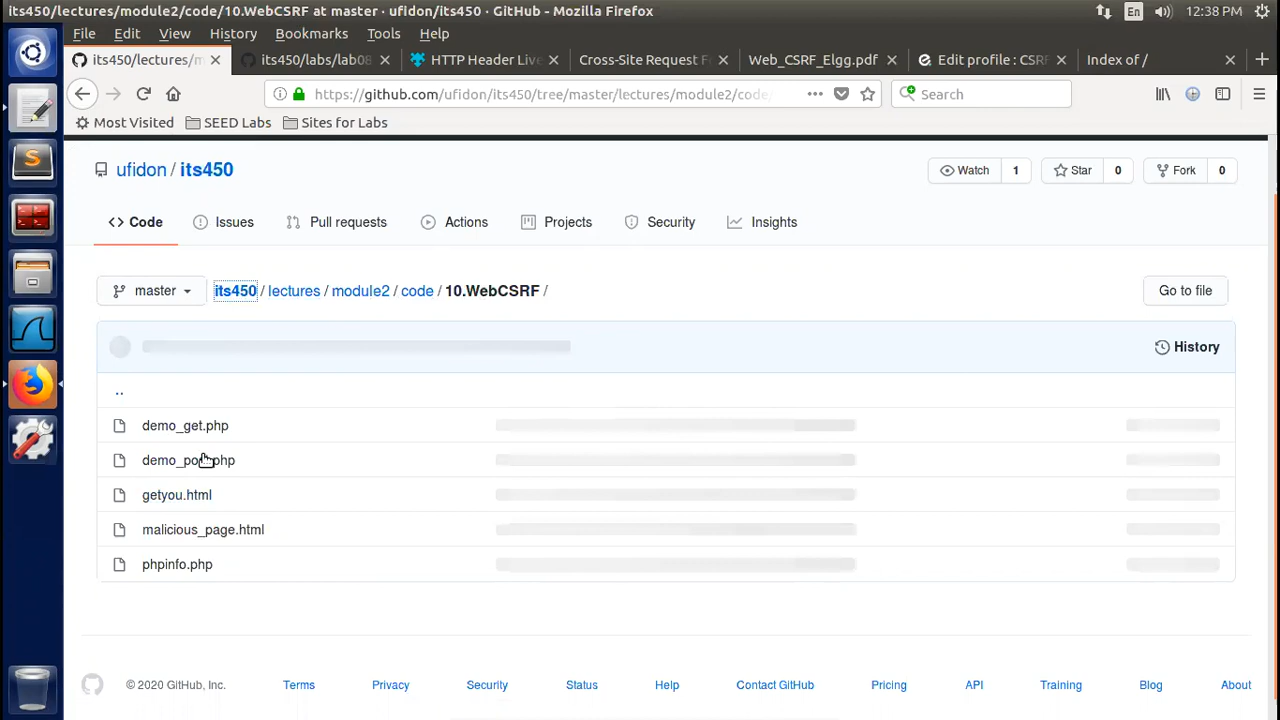 its450/lectures/module2/code/10.WebCSRF at master · ufidon/its450 · GitHub - Mozilla Firefox
En 12:38 PM
File Edit View History Bookmarks Tools Help
its450/lectures/m
its450/labs/lab08
HTTP Header Live
Cross-Site Request F
Web_CSRF_Elgg.pdf
Edit profile : CSR
Index of /
https://github.com/ufidon/its450/tree/master/lectures/module2/code/
Search
Most Visited SEED Labs Sites for Labs
ufidon / its450
Watch 1 Star 0 Fork 0
Code Issues Pull requests Actions Projects Security Insights
master its450 / lectures / module2 / code / 10.WebCSRF / Go to file
History
..
demo_get.php
getyou.html
malicious_page.html
phpinfo.php
© 2020 GitHub, Inc. Terms Privacy Security Status Help Contact GitHub Pricing API Training Blog About